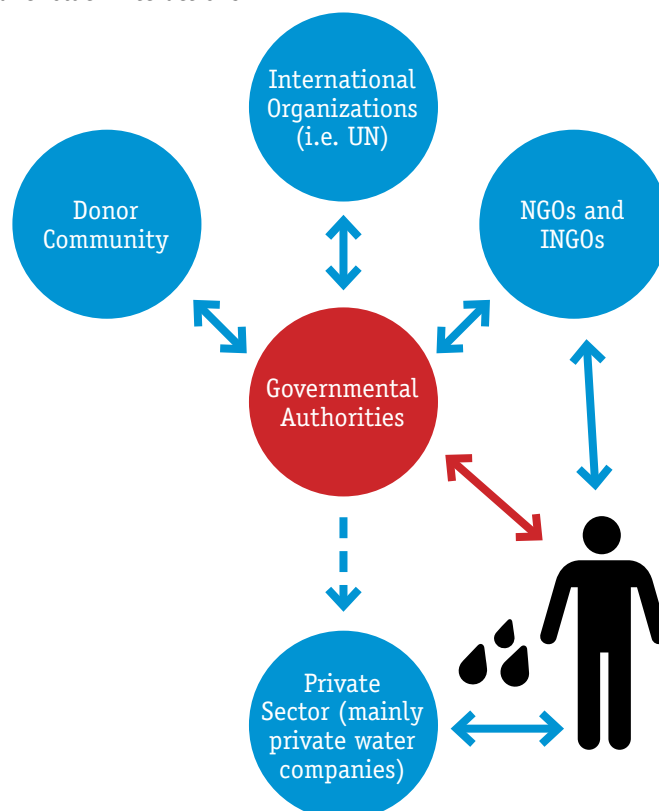 International
Organizations
(i.e. UN)
Donor
Community
NGOs and
INGOs
Governmental
Authorities
Private
Sector (mainly
private water
companies)